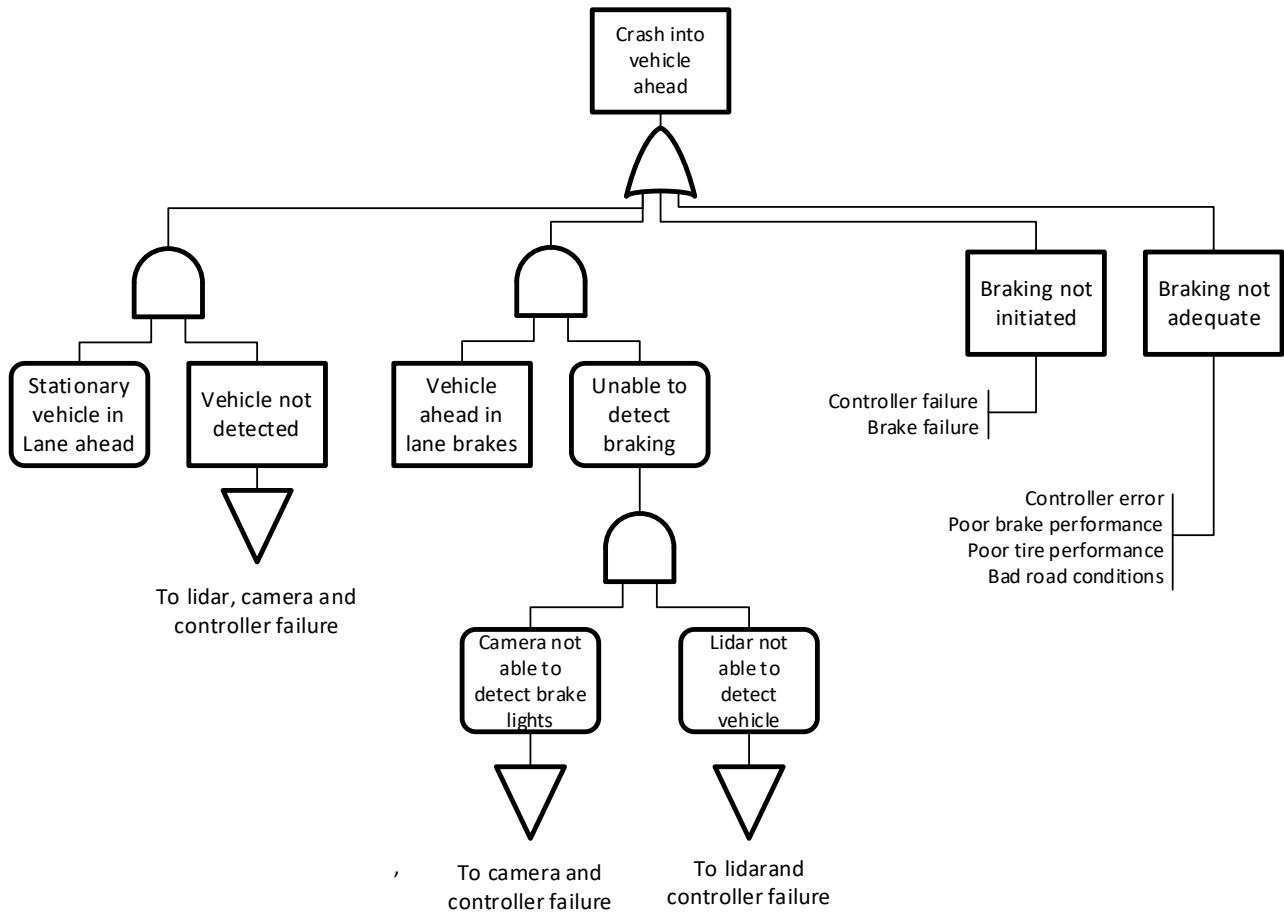 Crash into
vehicle
ahead
Braking not
initiated
Braking not
adequate
Stationary
vehicle in
Lane ahead
Vehicle not
detected
Vehicle
ahead in
lane brakes
Unable to
detect
braking
Controller failure
Brake failure
Controller error
Poor brake performance
Poor tire performance
Bad road conditions
To lidar, camera and
controller failure
Camera not
able to
detect brake
lights
Lidar not
able to
detect
vehicle
,
To camera and
controller failure
To lidarand
controller failure